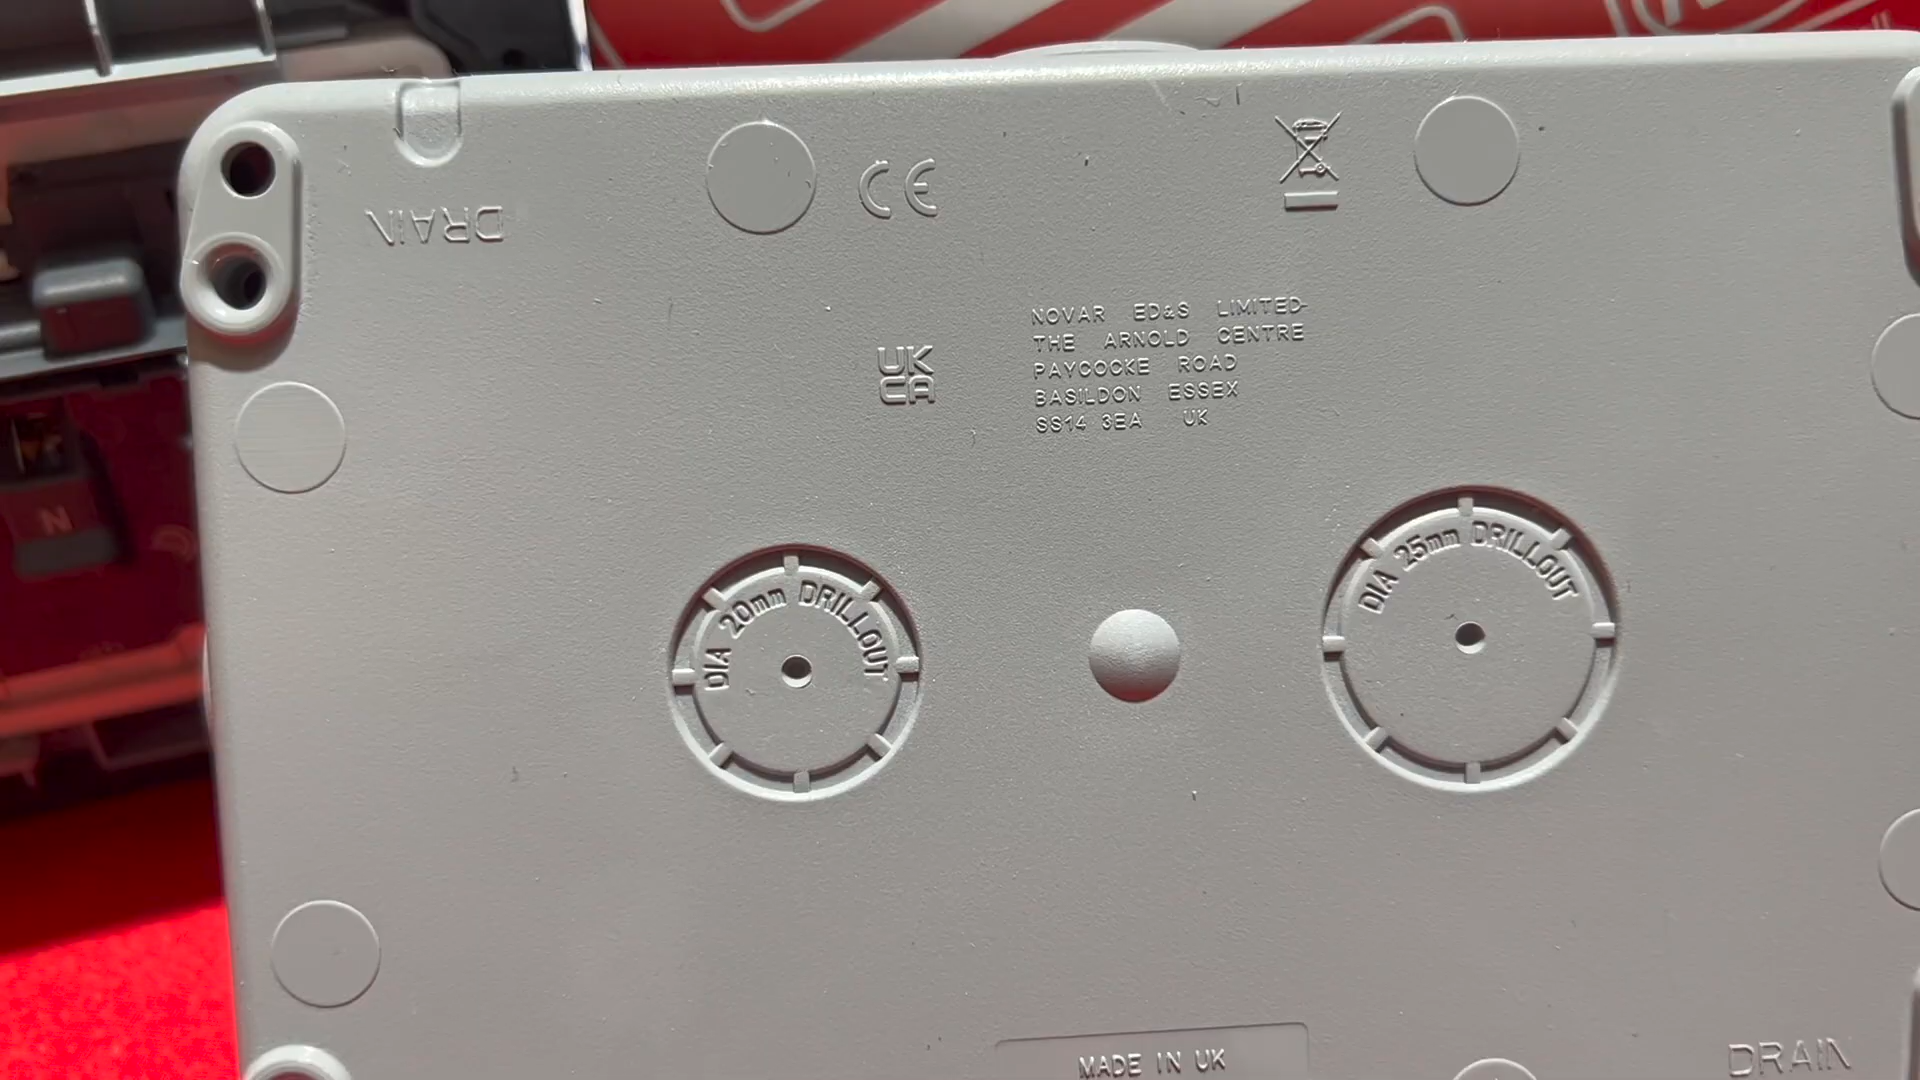 DRAIN
CE
NOVAR ED&S LIMITED
THE ARNOLD CENTRE
PAYCOCKE ROAD
BASILDON ESSEX
SS14 3EA UK
UK
CA
DIA 20mm DRILLOUT
DIA 25mm DRILLOUT
N
MADE IN UK
DRAIN